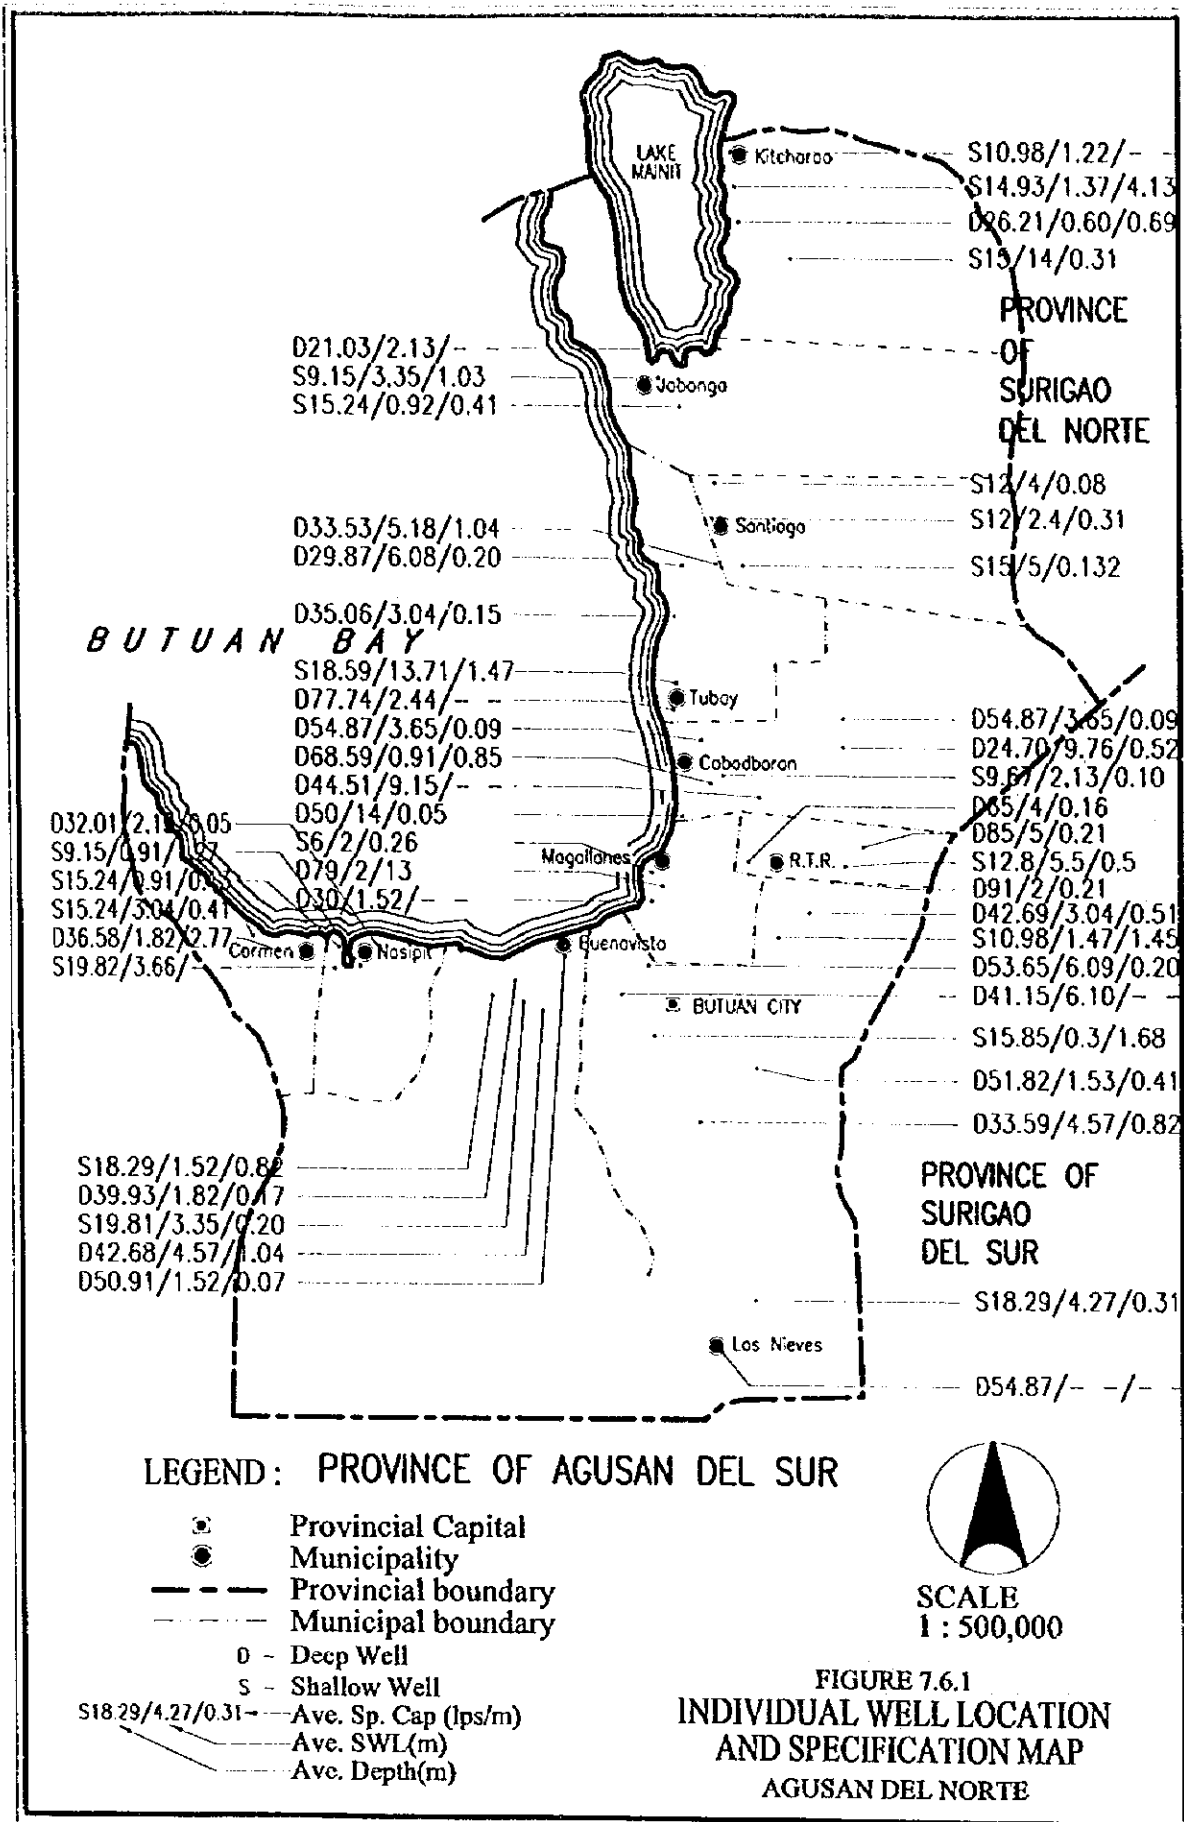 LAKE
MAINIT
Kitcharao
S10.98/1.22/- -
S14.93/1.37/4.13
D26.21/0.60/0.69
S15/14/0.31
PROVINCE
OF
SURIGAO
DEL NORTE
D21.03/2.13/- -
S9.15/3.35/1.03
S15.24/0.92/0.41
Jabonga
S12/4/0.08
S12/2.4/0.31
S15/5/0.132
Santiago
D33.53/5.18/1.04
D29.87/6.08/0.20
D35.06/3.04/0.15
BUTUAN BAY
S18.59/13.71/1.47
D77.74/2.44/- -
D54.87/3.65/0.09
D68.59/0.91/0.85
D44.51/9.15/- -
D50/14/0.05
S6/2/0.26
D79/2/13
D30/1.52/- -
Tubay
Cabadbaran
Magallanes
R.T.R.
D54.87/3.65/0.09
D24.70/9.76/0.52
S9.67/2.13/0.10
D65/4/0.16
D85/5/0.21
S12.8/5.5/0.5
D91/2/0.21
D42.69/3.04/0.51
S10.98/1.47/1.45
D53.65/6.09/0.20
D41.15/6.10/- -
S15.85/0.3/1.68
D51.82/1.53/0.41
D33.59/4.57/0.82
S15.24/3.04/0.41
D36.58/1.82/2.77
S19.82/3.66/
Carmen
Nasipit
Buenavista
BUTUAN CITY
S18.29/1.52/0.82
D39.93/1.82/0.17
S19.81/3.35/0.20
D42.68/4.57/1.04
D50.91/1.52/0.07
PROVINCE OF
SURIGAO
DEL SUR
S18.29/4.27/0.31
Las Nieves
D54.87/- -/- -
LEGEND: PROVINCE OF AGUSAN DEL SUR
Provincial Capital
Municipality
Provincial boundary
Municipal boundary
D - Deep Well
S - Shallow Well
S18.29/4.27/0.31 Ave. Sp. Cap (lps/m)
Ave. SWL(m)
Ave. Depth(m)
SCALE
1 : 500,000
FIGURE 7.6.1
INDIVIDUAL WELL LOCATION
AND SPECIFICATION MAP
AGUSAN DEL NORTE